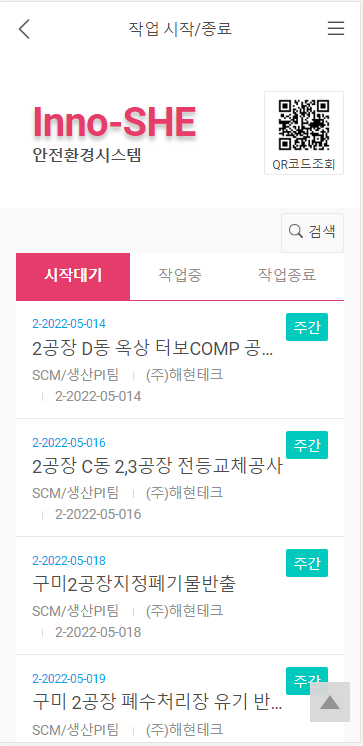 작업 시작/종료
Inno-SHE
안전환경시스템
QR코드조회
검색
시작대기 작업중 작업종료
2-2022-05-014 주간
2공장 D동 옥상 터보COMP 공...
SCM/생산PI팀 | (주)해현테크
| 2-2022-05-014
2-2022-05-016 주간
2공장 C동 2,3공장 전등교체공사
SCM/생산PI팀 | (주)해현테크
| 2-2022-05-016
2-2022-05-018 주간
구미2공장지정폐기물반출
SCM/생산PI팀 | (주)해현테크
| 2-2022-05-018
2-2022-05-019 주간
구미 2공장 폐수처리장 유기 반...
SCM/생산PI팀 | (주)해현테크